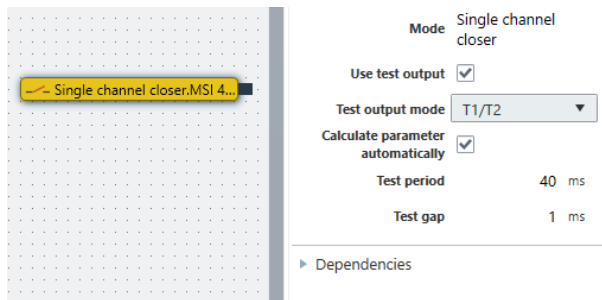 Single channel closer.MSI 4...
Mode Single channel
closer
Use test output
Test output mode T1/T2
Calculate parameter
automatically
Test period 40 ms
Test gap 1 ms
Dependencies